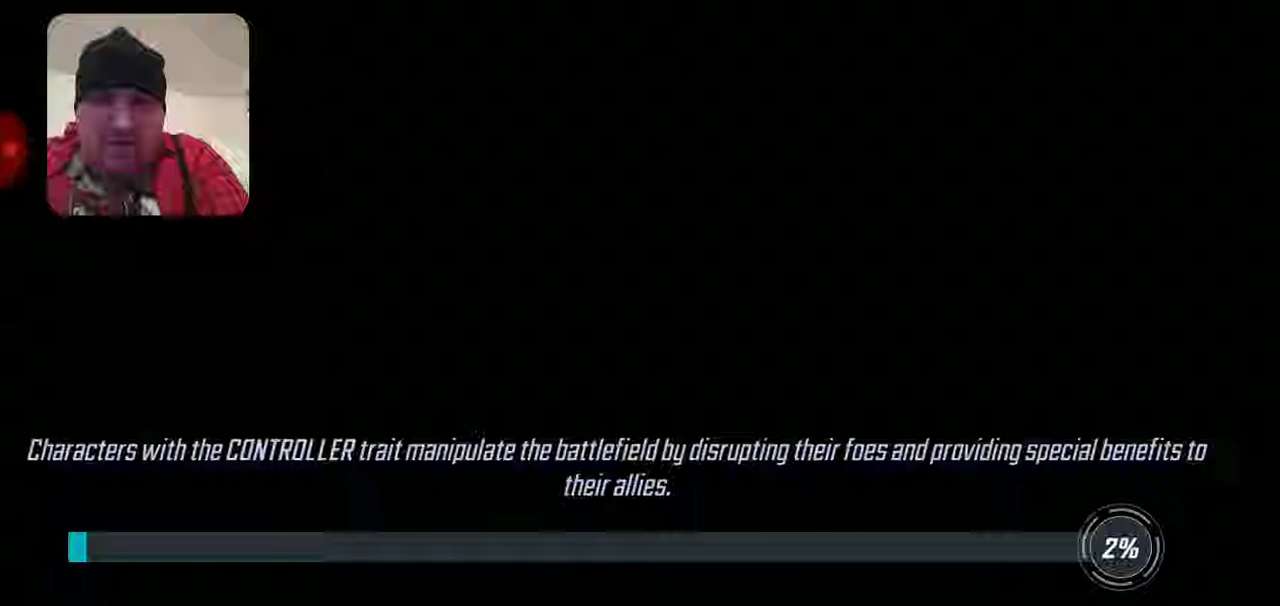 Characters with the CONTROLLER trait manipulate the battlefield by disrupting their foes and providing special benefits to
their allies.
2%